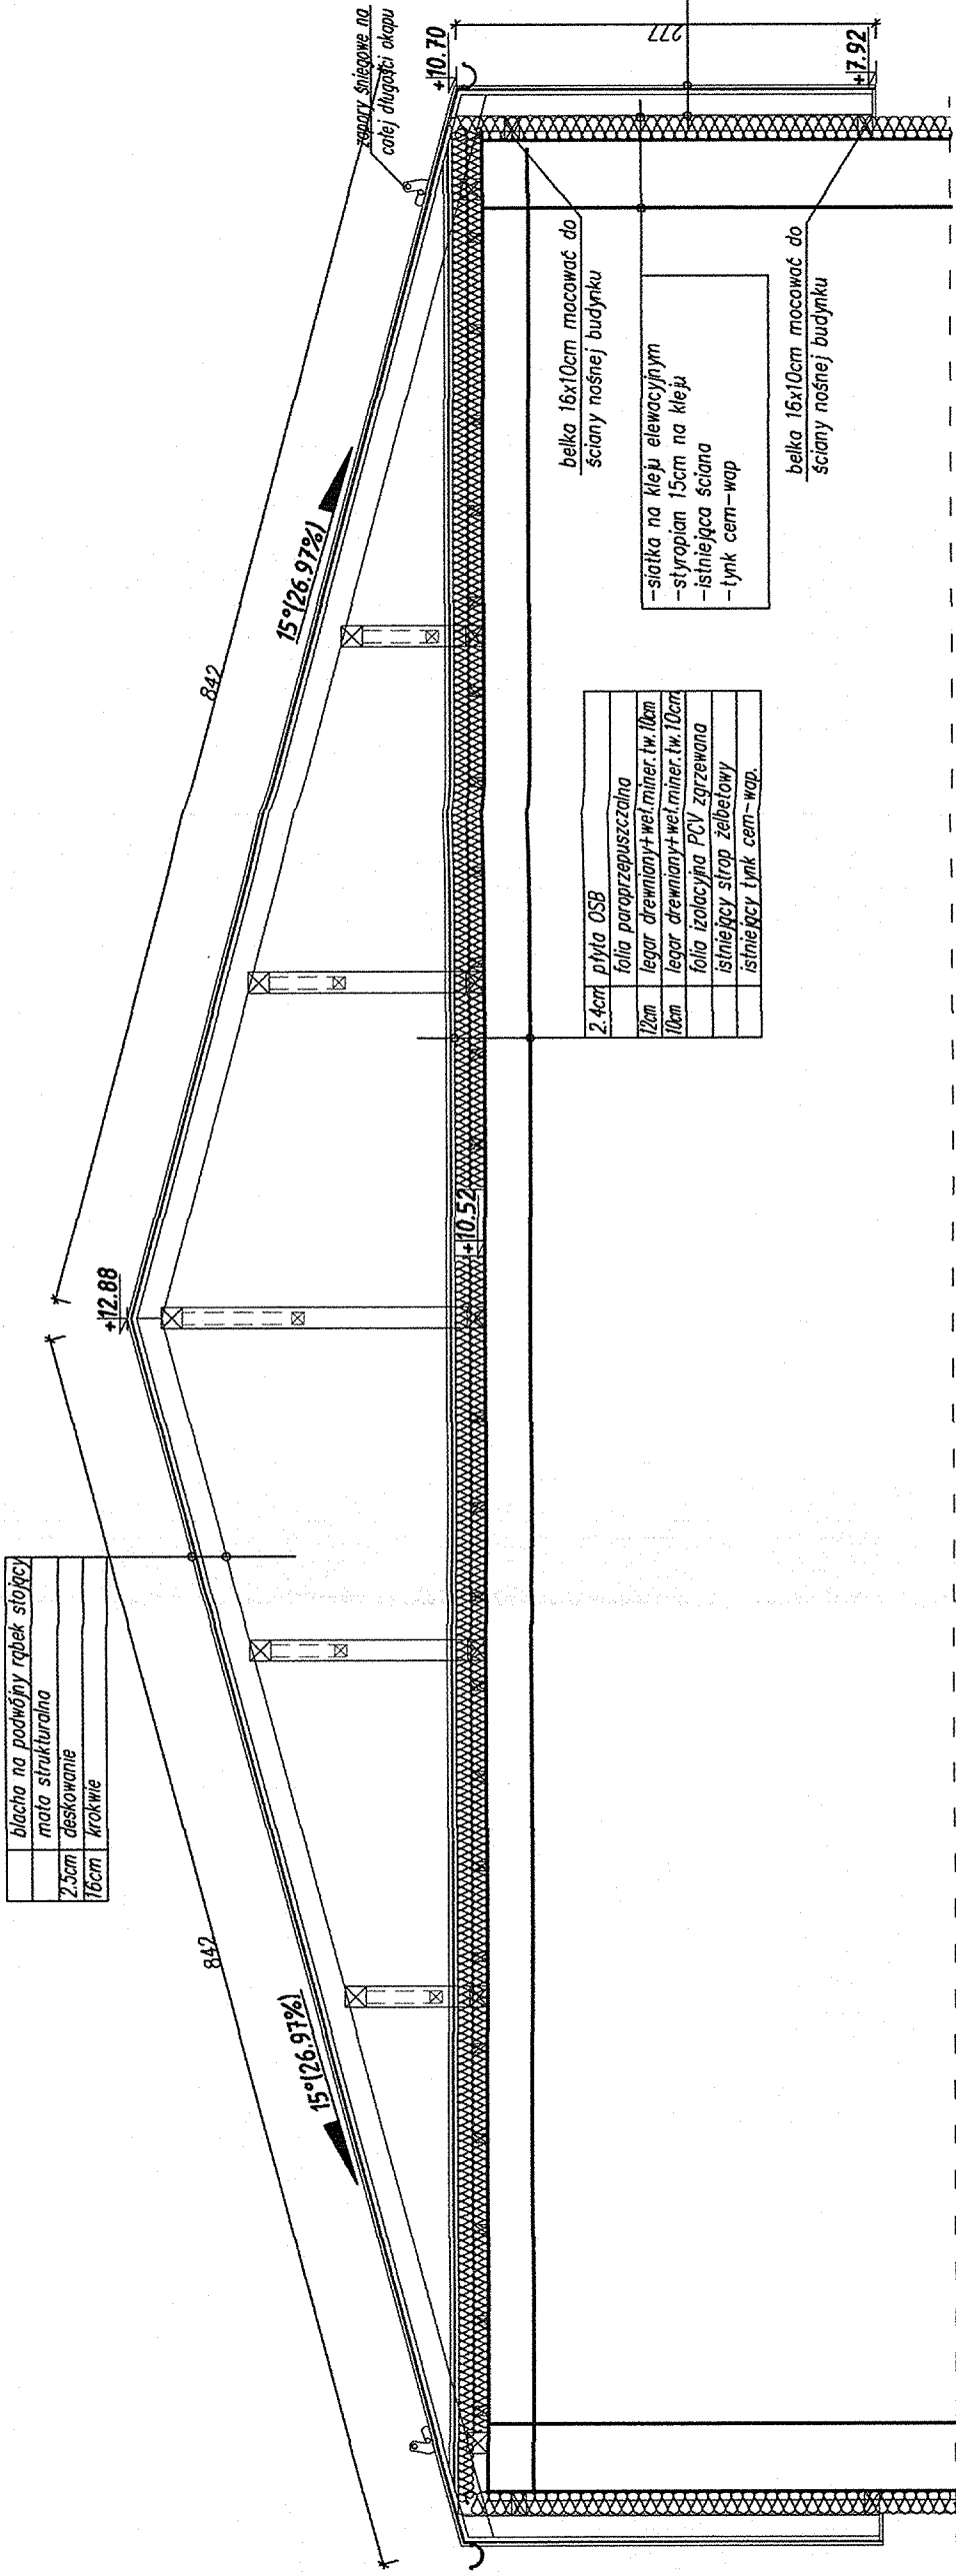 blacha na podwójny rąbek stojący
mata strukturalna
2.5cm deskowanie
16cm krokwie
842
15°(26.97%)
+12.88
842
15°(26.97%)
zapory śniegowe na
całej długości okapu
+10.70
277
+7.92
+10.52
2.4cm płyta OSB
folia paroprzepuszczalna
12cm legar drewniany+weł.miner.tw.10cm
10cm legar drewniany+weł.miner.tw.10cm
folia izolacyjna PCV zgrzewana
istniejący strop żelbetowy
istniejący tynk cem-wap.
belka 16x10cm mocować do
ściany nośnej budynku
-siatka na kleju elewacyjnym
-styropian 15cm na kleju
-istniejąca ściana
-tynk cem-wap
belka 16x10cm mocować do
ściany nośnej budynku